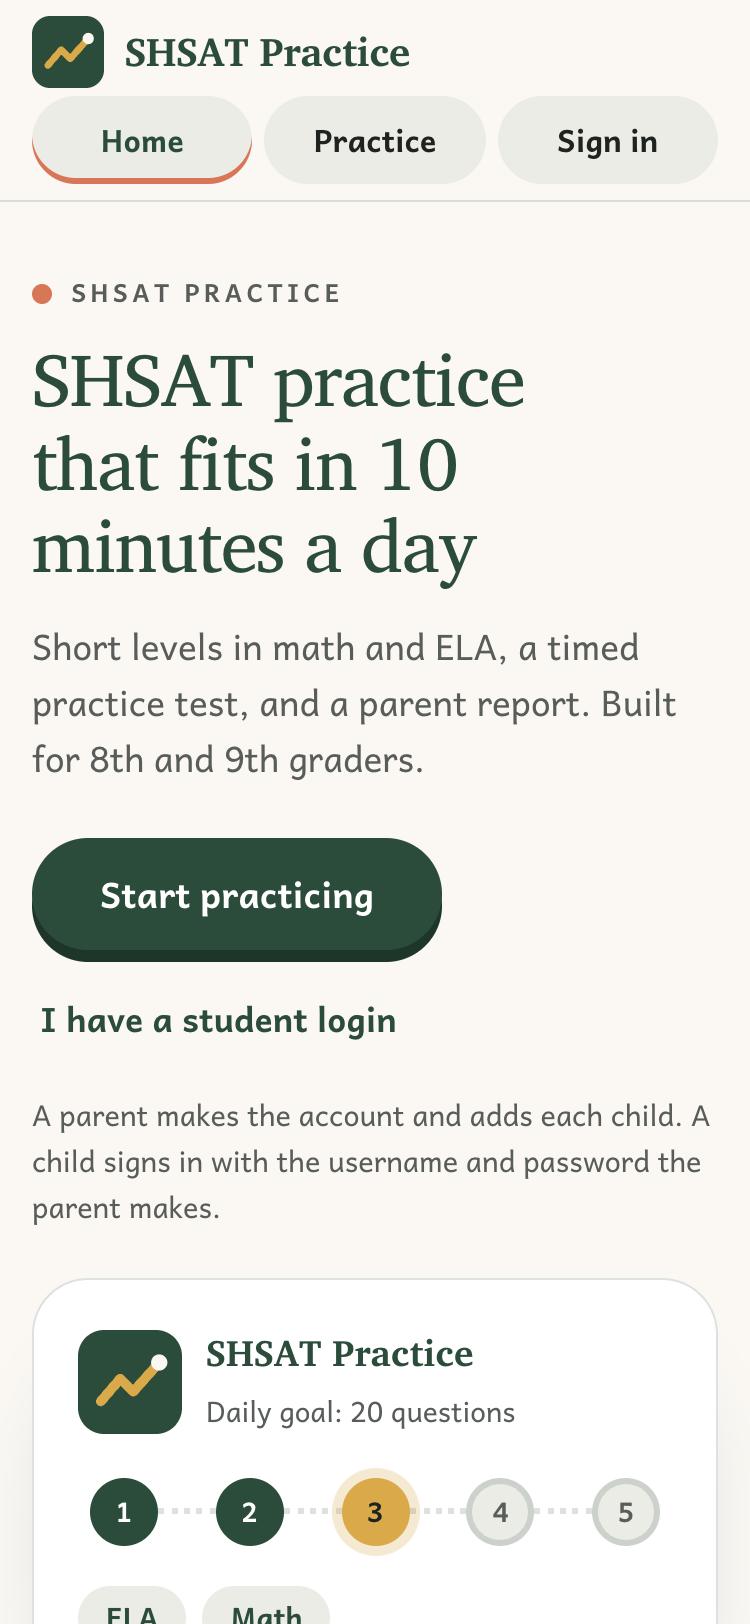 SHSAT Practice
Home Practice Sign in
SHSAT PRACTICE
SHSAT practice
that fits in 10
minutes a day
Short levels in math and ELA, a timed
practice test, and a parent report. Built
for 8th and 9th graders.
Start practicing
I have a student login
A parent makes the account and adds each child. A
child signs in with the username and password the
parent makes.
SHSAT Practice
Daily goal: 20 questions
1 2 3 4 5
ELA Math